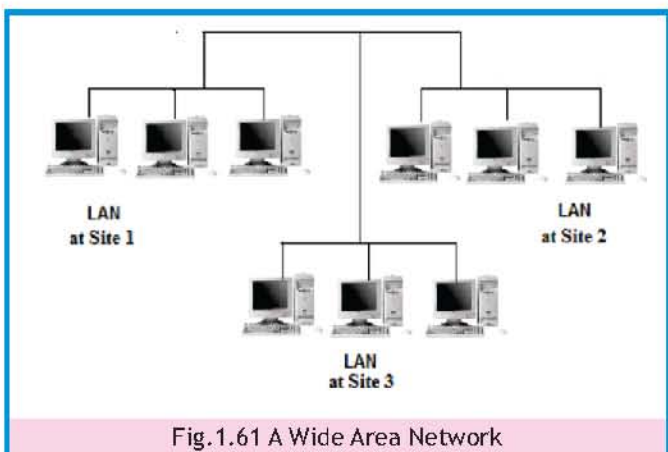 LAN
at Site 1
LAN
at Site 2
LAN
at Site 3
Fig.1.61 A Wide Area Network